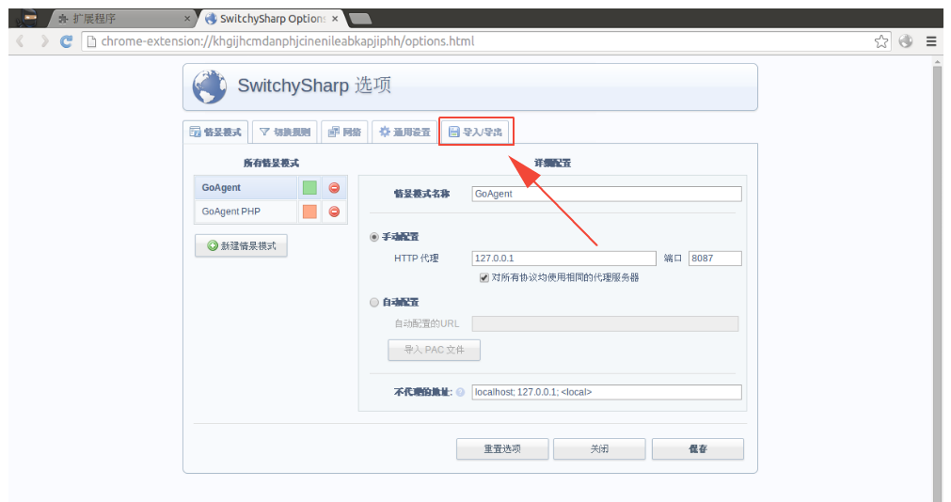 扩展程序
SwitchySharp Options
chrome-extension://khgijhcmdanphjcinenileabkapjiphh/options.html
SwitchySharp 选项
情景模式 切换规则 网络 通用设置 导入/导出
所有情景模式
GoAgent
GoAgent PHP
新建情景模式
详细配置
情景模式名称 GoAgent
手动配置
HTTP 代理 127.0.0.1 端口 8087
对所有协议均使用相同的代理服务器
自动配置
自动配置的URL
导入 PAC 文件
不代理的地址: localhost; 127.0.0.1; <local>
重置选项 关闭 保存